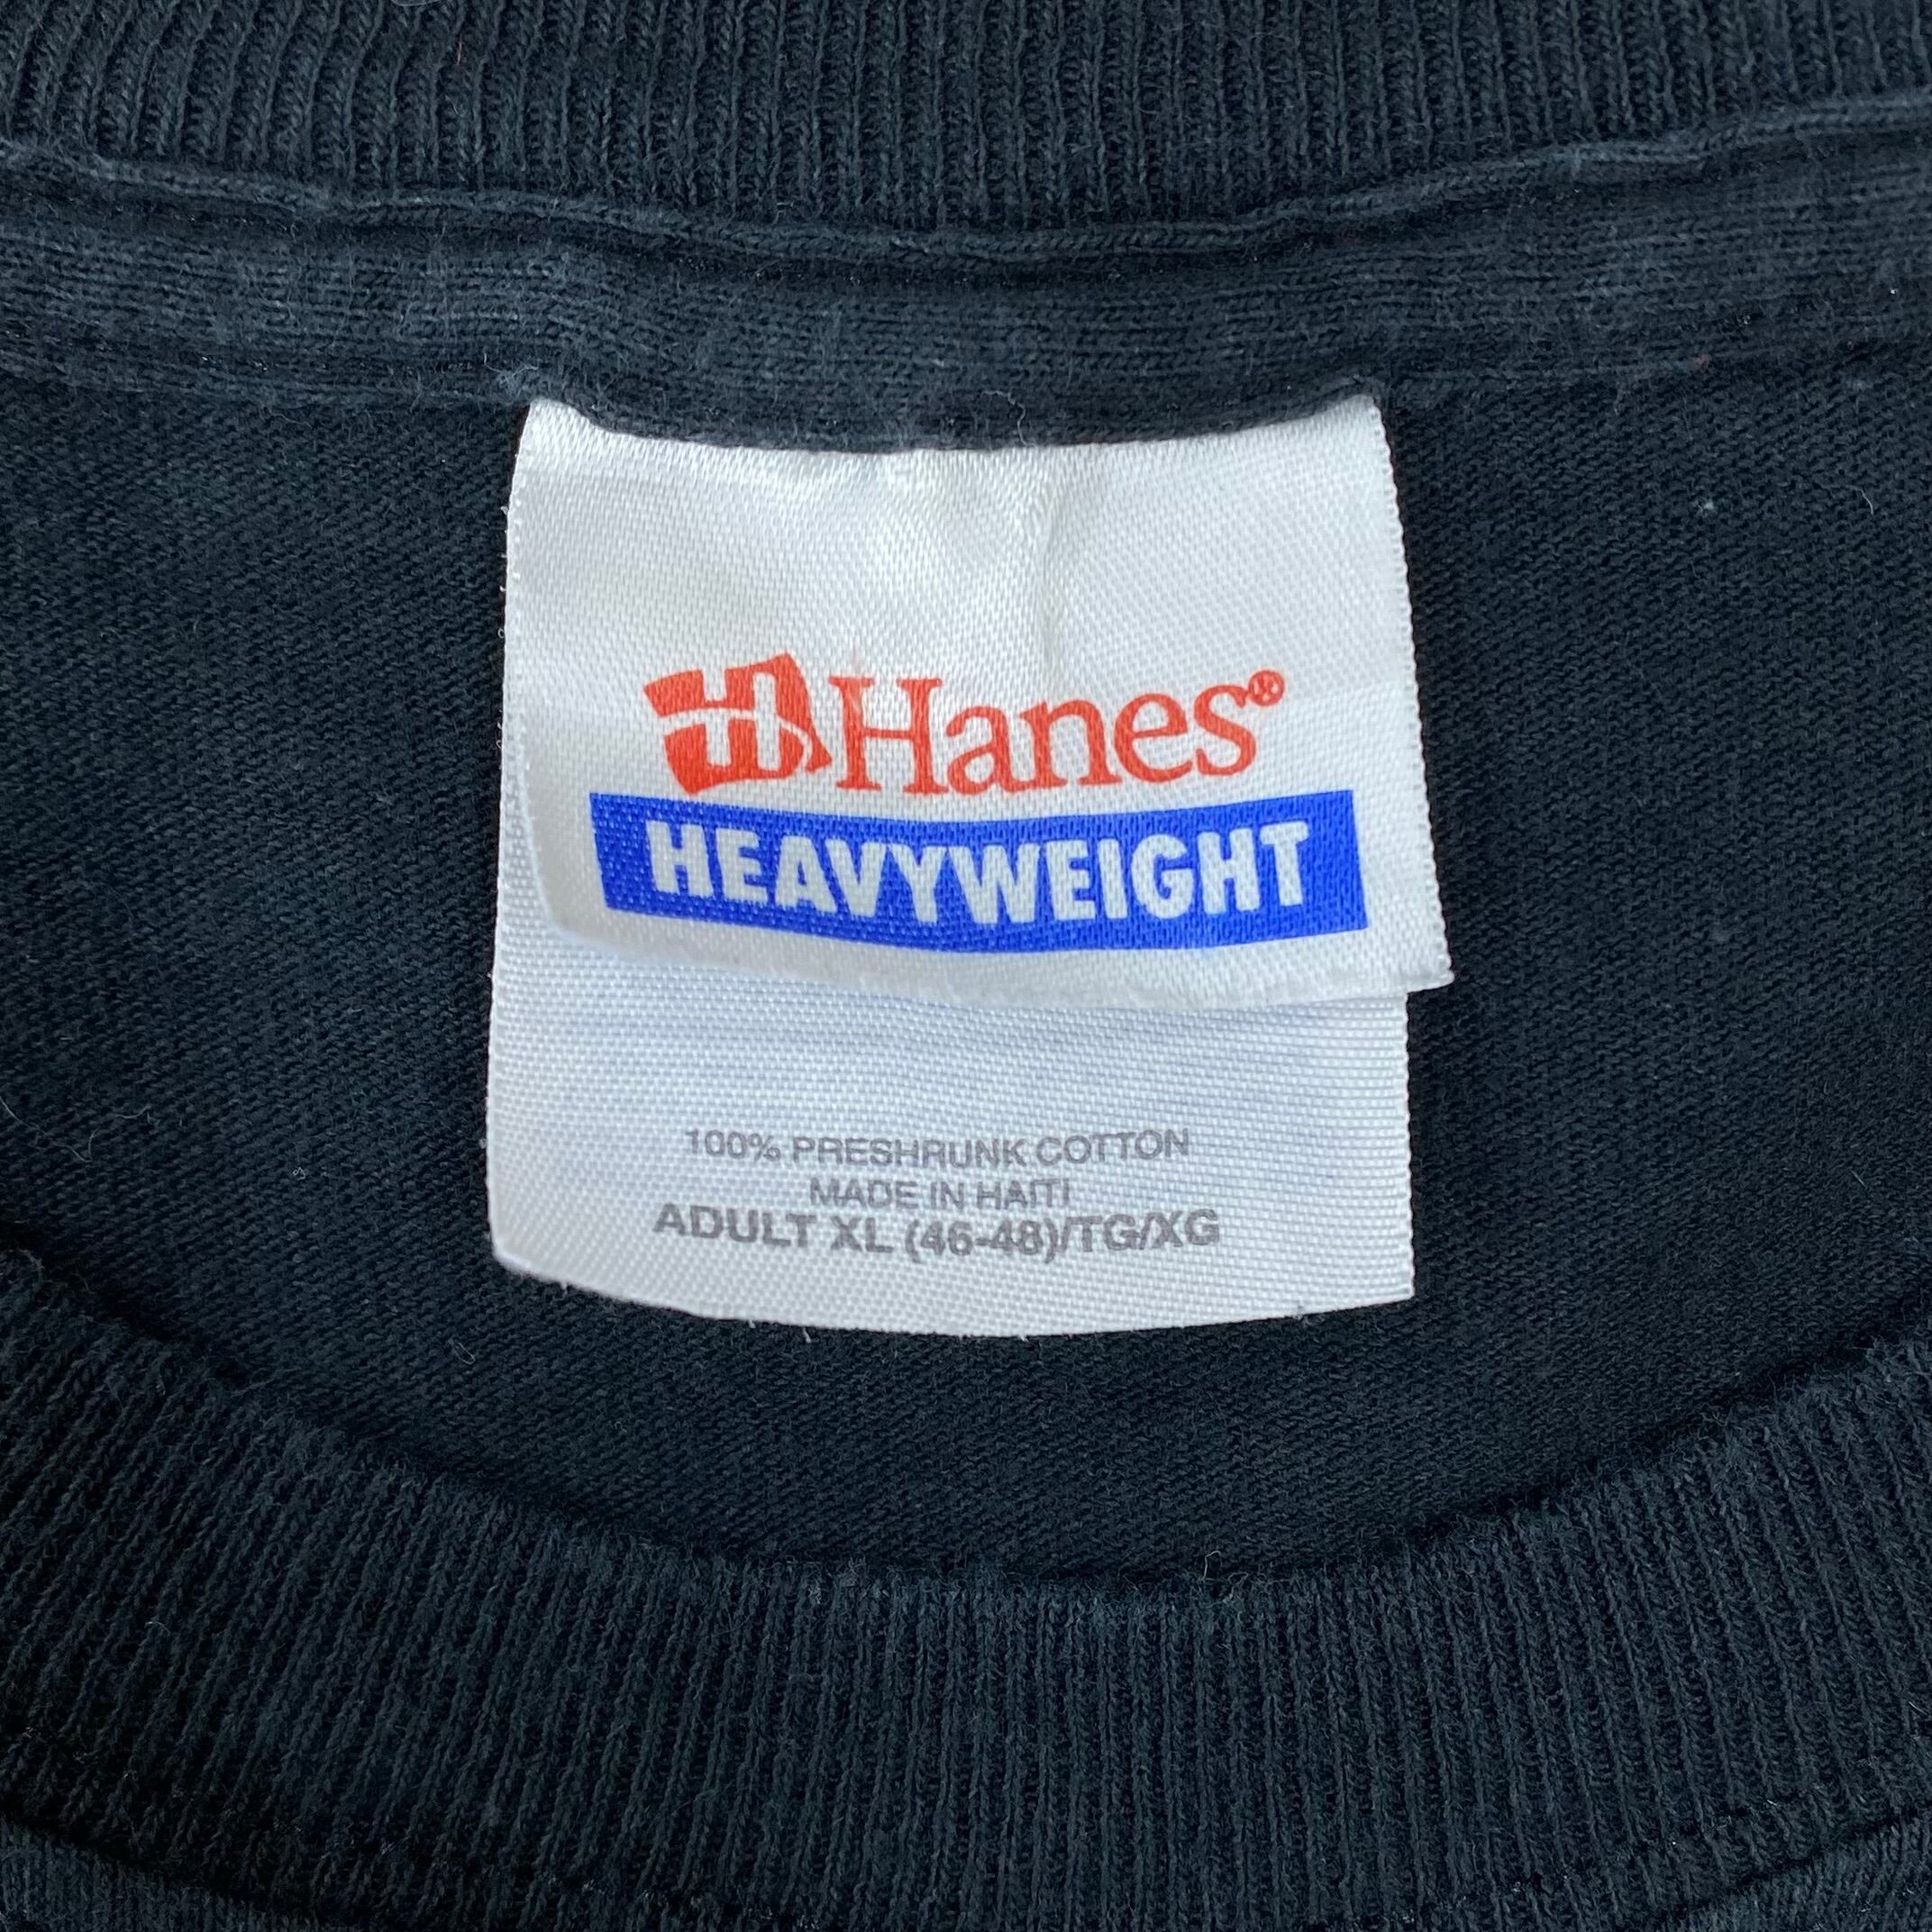 H Hanes®
HEAVYWEIGHT
100% PRESHRUNK COTTON
MADE IN HAITI
ADULT XL (46-48)/TG/XG